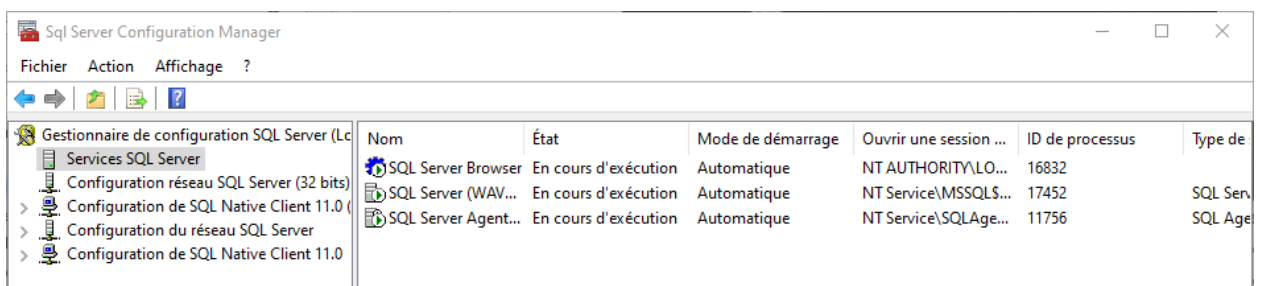 Sql Server Configuration Manager
Fichier Action Affichage ?
Gestionnaire de configuration SQL Server (Lc
Services SQL Server
Configuration réseau SQL Server (32 bits)
Configuration de SQL Native Client 11.0 (
Configuration du réseau SQL Server
Configuration de SQL Native Client 11.0
Nom État Mode de démarrage Ouvrir une session ... ID de processus Type de
SQL Server Browser En cours d'exécution Automatique NT AUTHORITY\LO... 16832
SQL Server (WAV... En cours d'exécution Automatique NT Service\MSSQL$... 17452 SQL Serv
SQL Server Agent... En cours d'exécution Automatique NT Service\SQLAge... 11756 SQL Age